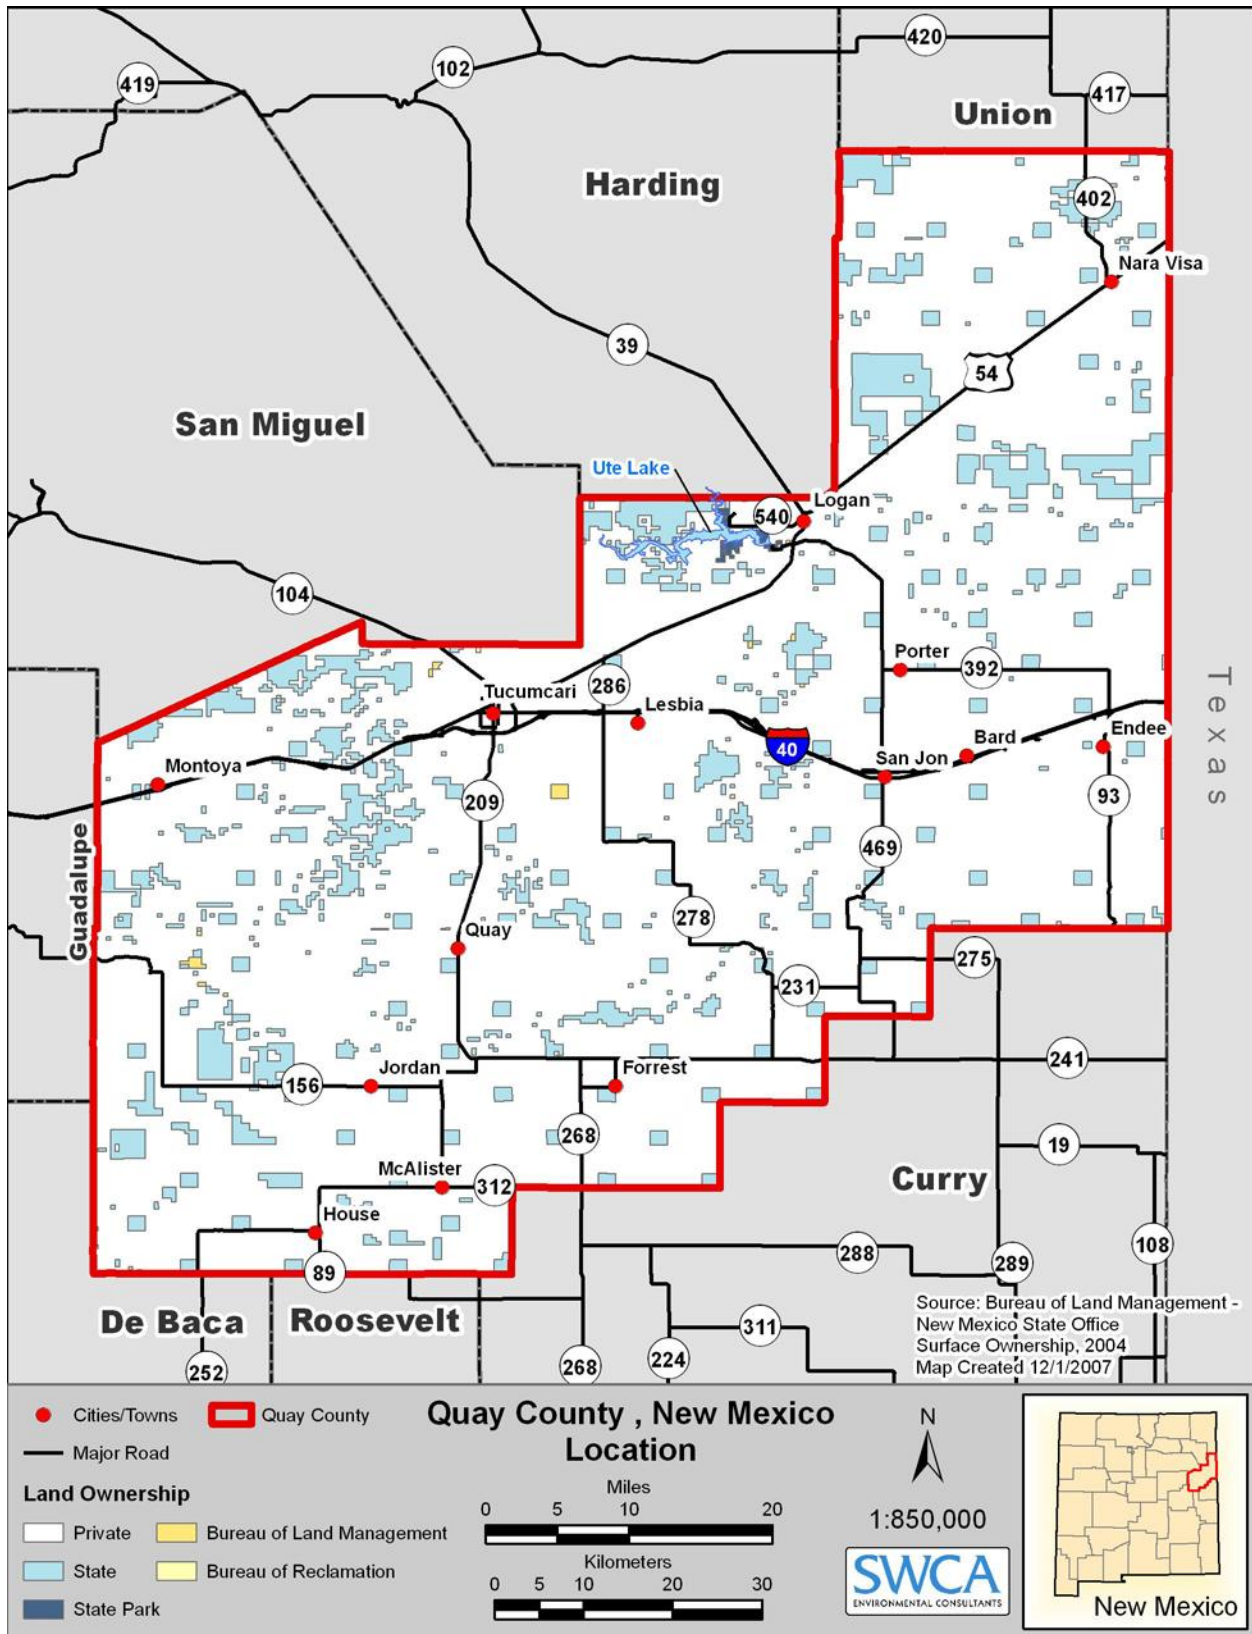 420
102
419
417
Union
Harding
402
Nara Visa
39
54
San Miguel
Ute Lake
Logan
540
104
Porter
392
286
Tucumcari
Lesbia
Texas
Endee
Bard
40
San Jon
Montoya
93
209
469
Guadalupe
278
Quay
275
231
Jordan
Forrest
241
156
268
19
McAlister
312
Curry
House
108
288
89
289
De Baca
Roosevelt
311
252
268
224
Source: Bureau of Land Management -
New Mexico State Office
Surface Ownership, 2004
Map Created 12/1/2007
Cities/Towns
Quay County
Major Road
Land Ownership
Private
Bureau of Land Management
State
Bureau of Reclamation
State Park
Quay County , New Mexico
Location
Miles
0 5 10 20
Kilometers
0 5 10 20 30
N
1:850,000
SWCA
ENVIRONMENTAL CONSULTANTS
New Mexico